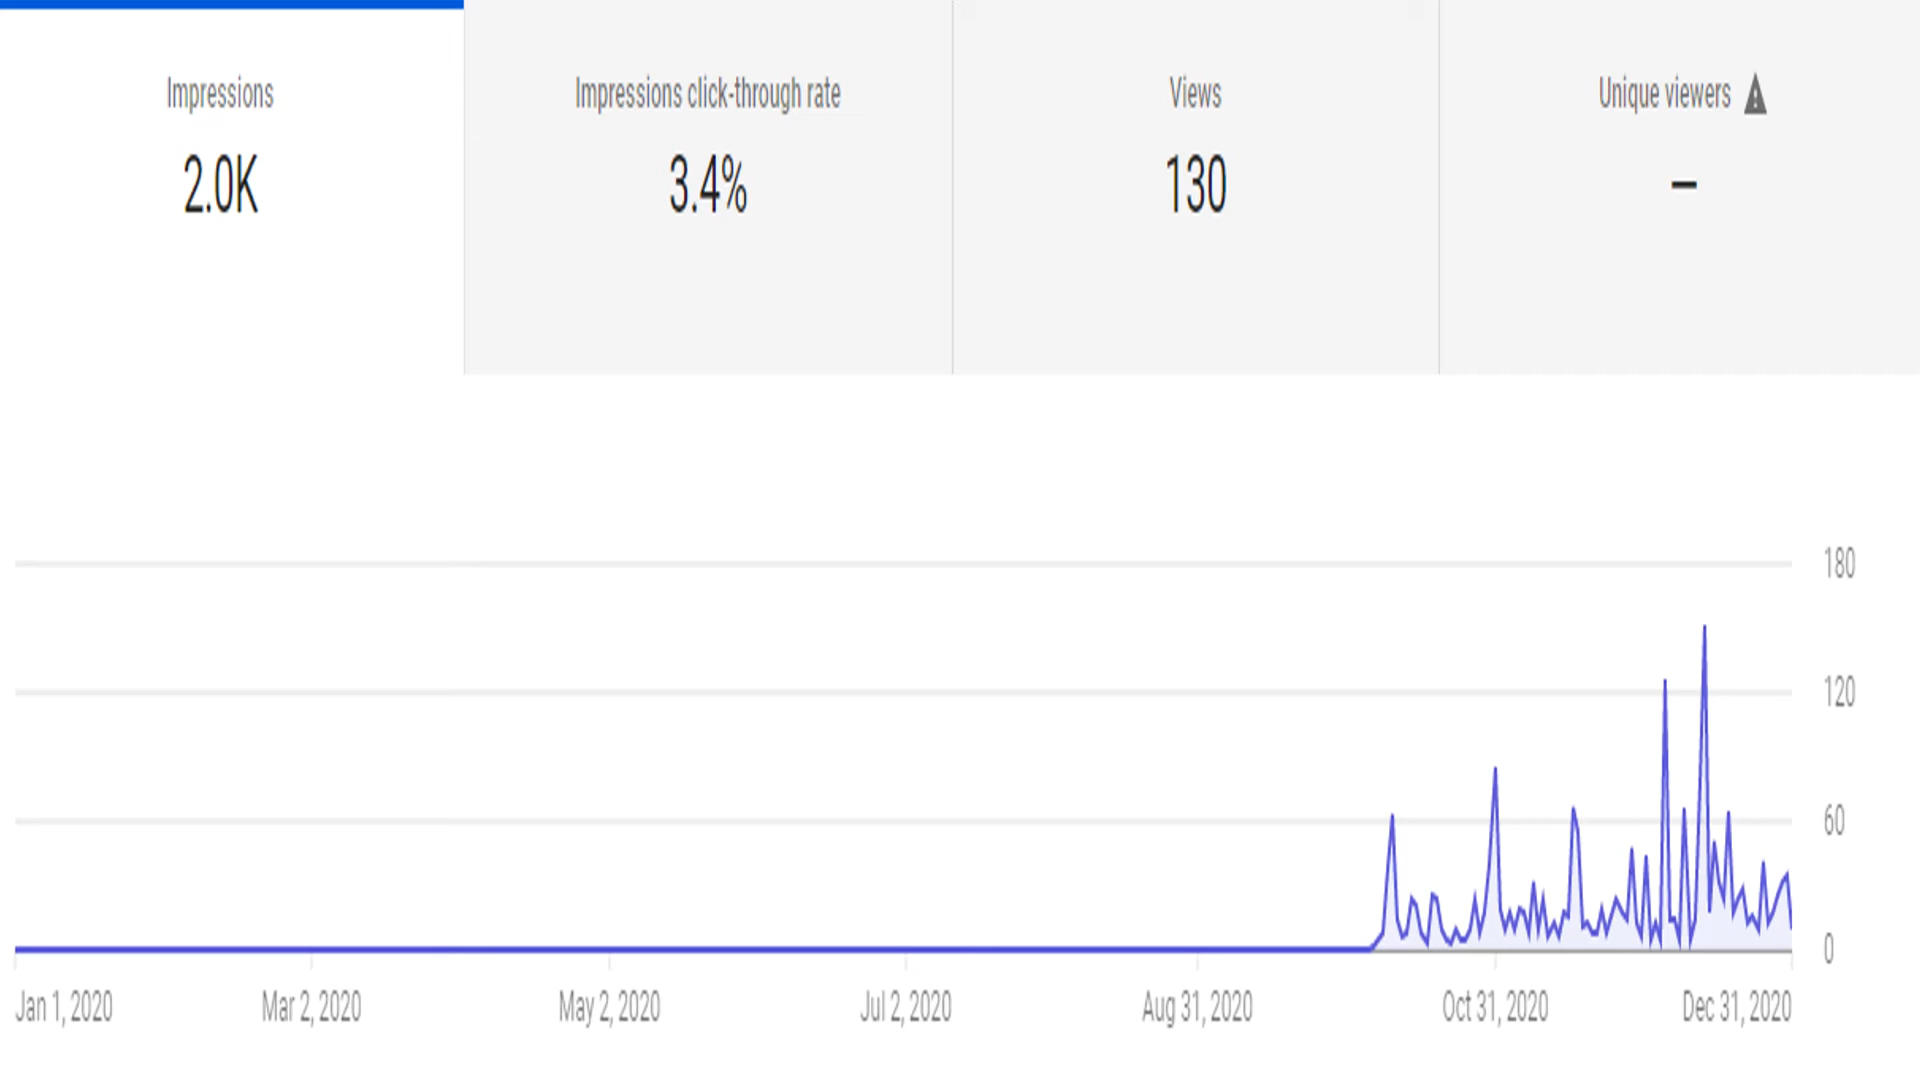 Impressions
Impressions click-through rate
Views
Unique viewers
2.0K
3.4%
130
–
180
120
60
0
Jan 1, 2020
Mar 2, 2020
May 2, 2020
Jul 2, 2020
Aug 31, 2020
Oct 31, 2020
Dec 31, 2020